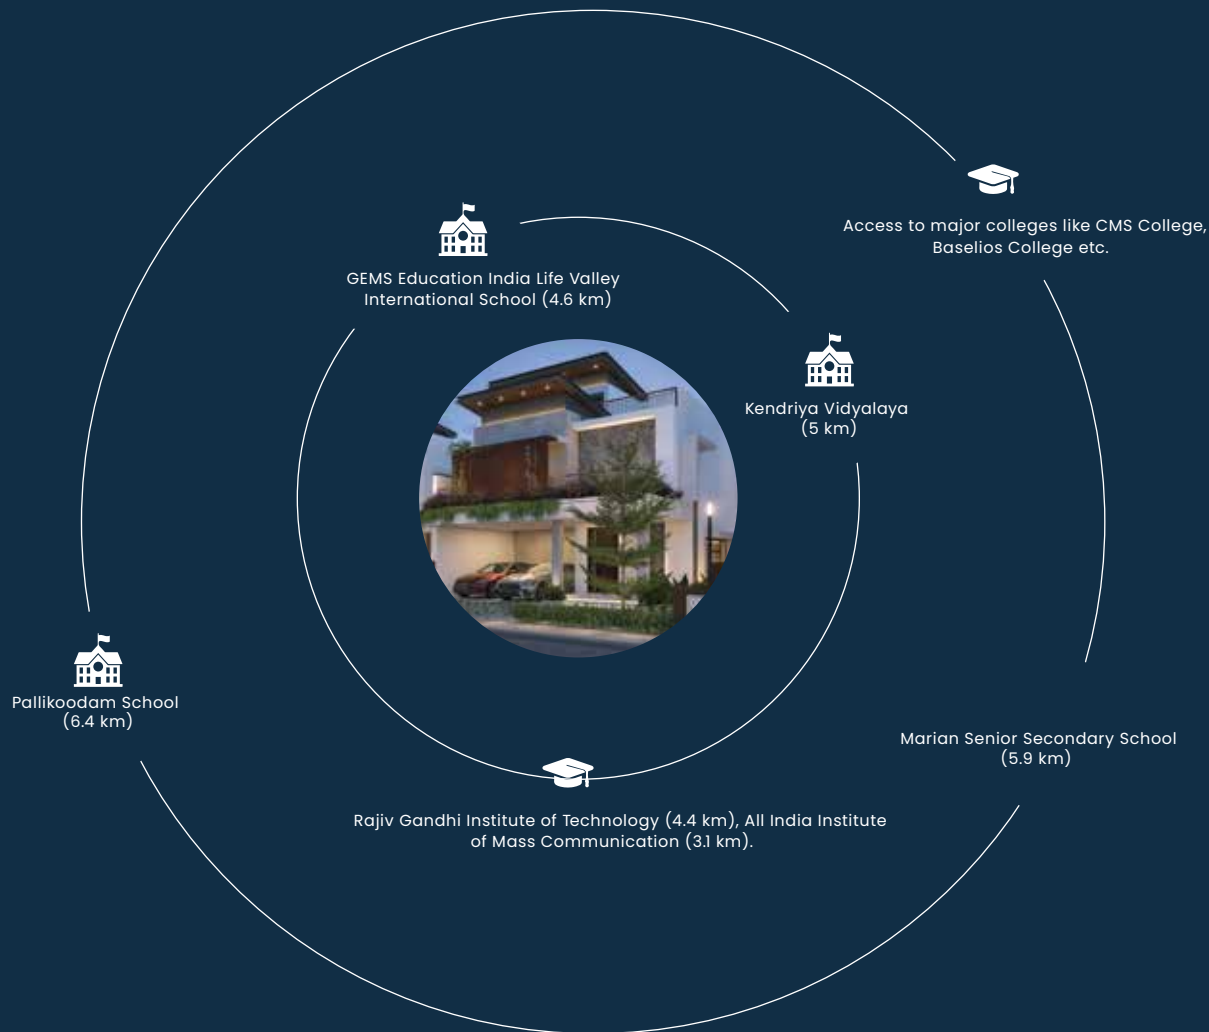 Access to major colleges like CMS College,
Baselios College etc.
GEMS Education India Life Valley
International School (4.6 km)
Kendriya Vidyalaya
(5 km)
Pallikoodam School
(6.4 km)
Marian Senior Secondary School
(5.9 km)
Rajiv Gandhi Institute of Technology (4.4 km), All India Institute
of Mass Communication (3.1 km).